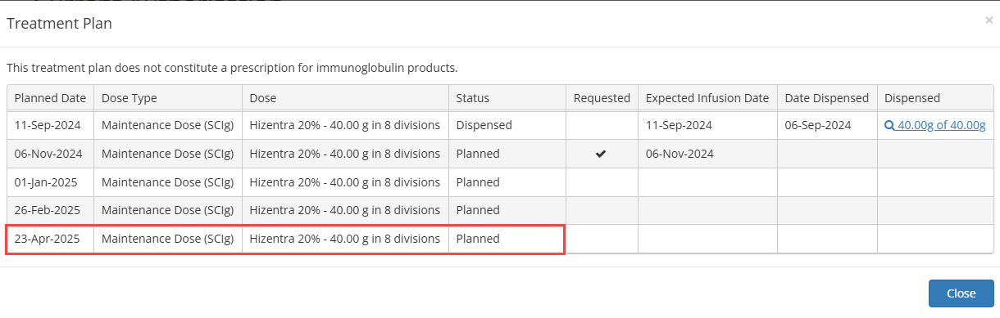 Treatment Plan ×
This treatment plan does not constitute a prescription for immunoglobulin products.
Planned Date Dose Type Dose Status Requested Expected Infusion Date Date Dispensed Dispensed
11-Sep-2024 Maintenance Dose (SCIg) Hizentra 20% - 40.00 g in 8 divisions Dispensed 11-Sep-2024 06-Sep-2024 40.00g of 40.00g
06-Nov-2024 Maintenance Dose (SCIg) Hizentra 20% - 40.00 g in 8 divisions Planned ✔ 06-Nov-2024
01-Jan-2025 Maintenance Dose (SCIg) Hizentra 20% - 40.00 g in 8 divisions Planned
26-Feb-2025 Maintenance Dose (SCIg) Hizentra 20% - 40.00 g in 8 divisions Planned
23-Apr-2025 Maintenance Dose (SCIg) Hizentra 20% - 40.00 g in 8 divisions Planned
Close